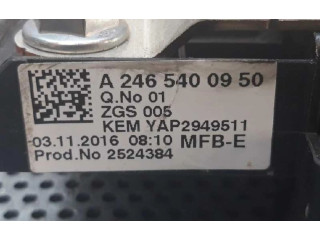 A 246 540 09 50
Q.No 01
ZGS 005
KEM YAP2949511
03.11.2016 08:10 MFB-E
Prod.No 2524384